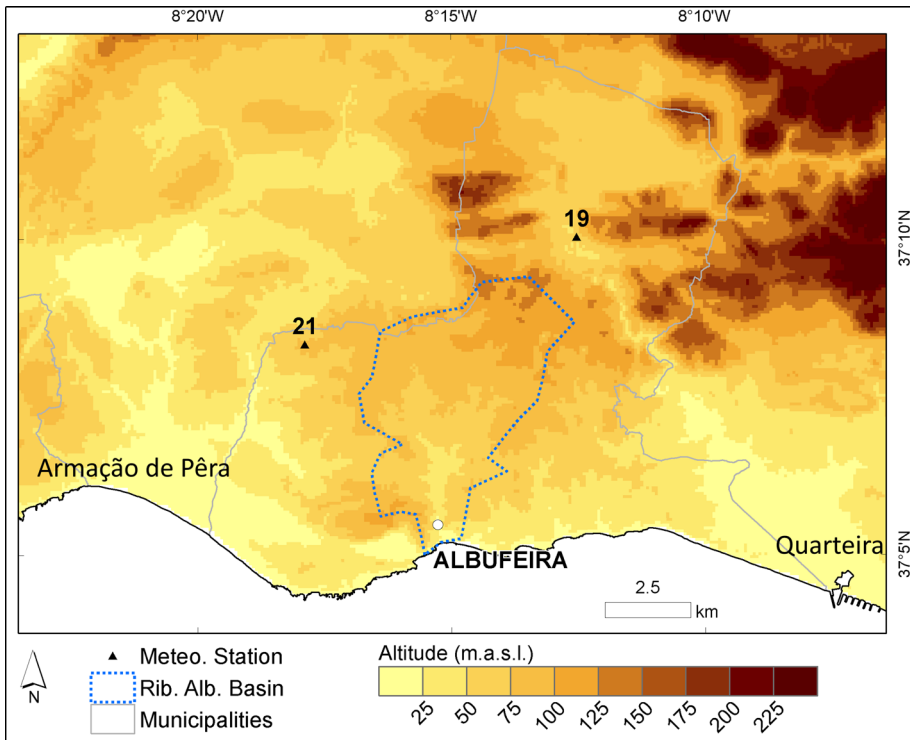 8°20'W 8°15'W 8°10'W
19
37°10'N
21
Armação de Pêra
Quarteira
37°5'N
ALBUFEIRA
2.5
km
N
Meteo. Station
Rib. Alb. Basin
Municipalities
Altitude (m.a.s.l.)
25 50 75 100 125 150 175 200 225